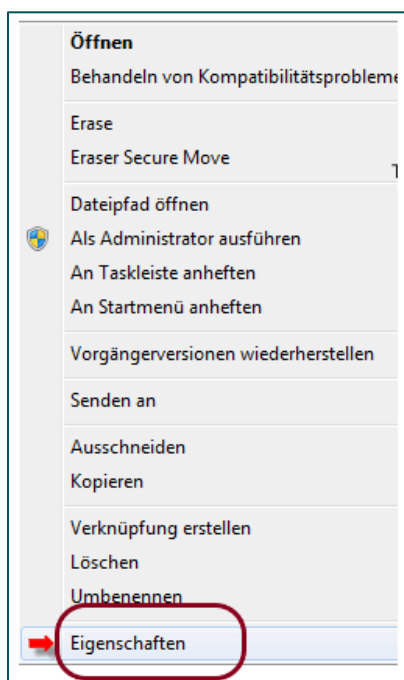 Öffnen
Behandeln von Kompatibilitätsprobleme
Erase
Eraser Secure Move
Dateipfad öffnen
Als Administrator ausführen
An Taskleiste anheften
An Startmenü anheften
Vorgängerversionen wiederherstellen
Senden an
Ausschneiden
Kopieren
Verknüpfung erstellen
Löschen
Umbenennen
Eigenschaften